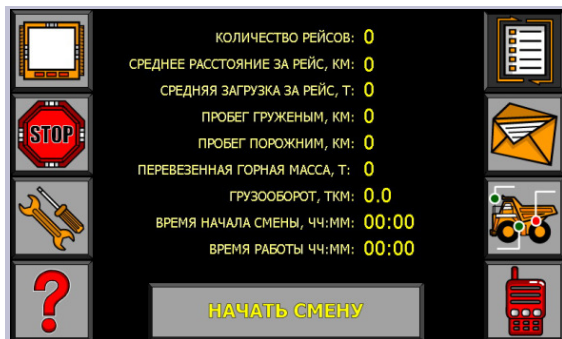 КОЛИЧЕСТВО РЕЙСОВ: 0
СРЕДНЕЕ РАССТОЯНИЕ ЗА РЕЙС, КМ: 0
СРЕДНЯЯ ЗАГРУЗКА ЗА РЕЙС, Т: 0
ПРОБЕГ ГРУЖЕНЫМ, КМ: 0
STOP
ПРОБЕГ ПОРОЖНИМ, КМ: 0
ПЕРЕВЕЗЕННАЯ ГОРНАЯ МАССА, Т: 0
ГРУЗООБОРОТ, ТКМ: 0.0
ВРЕМЯ НАЧАЛА СМЕНЫ, ЧЧ:ММ: 00:00
ВРЕМЯ РАБОТЫ ЧЧ:ММ: 00:00
?
НАЧАТЬ СМЕНУ